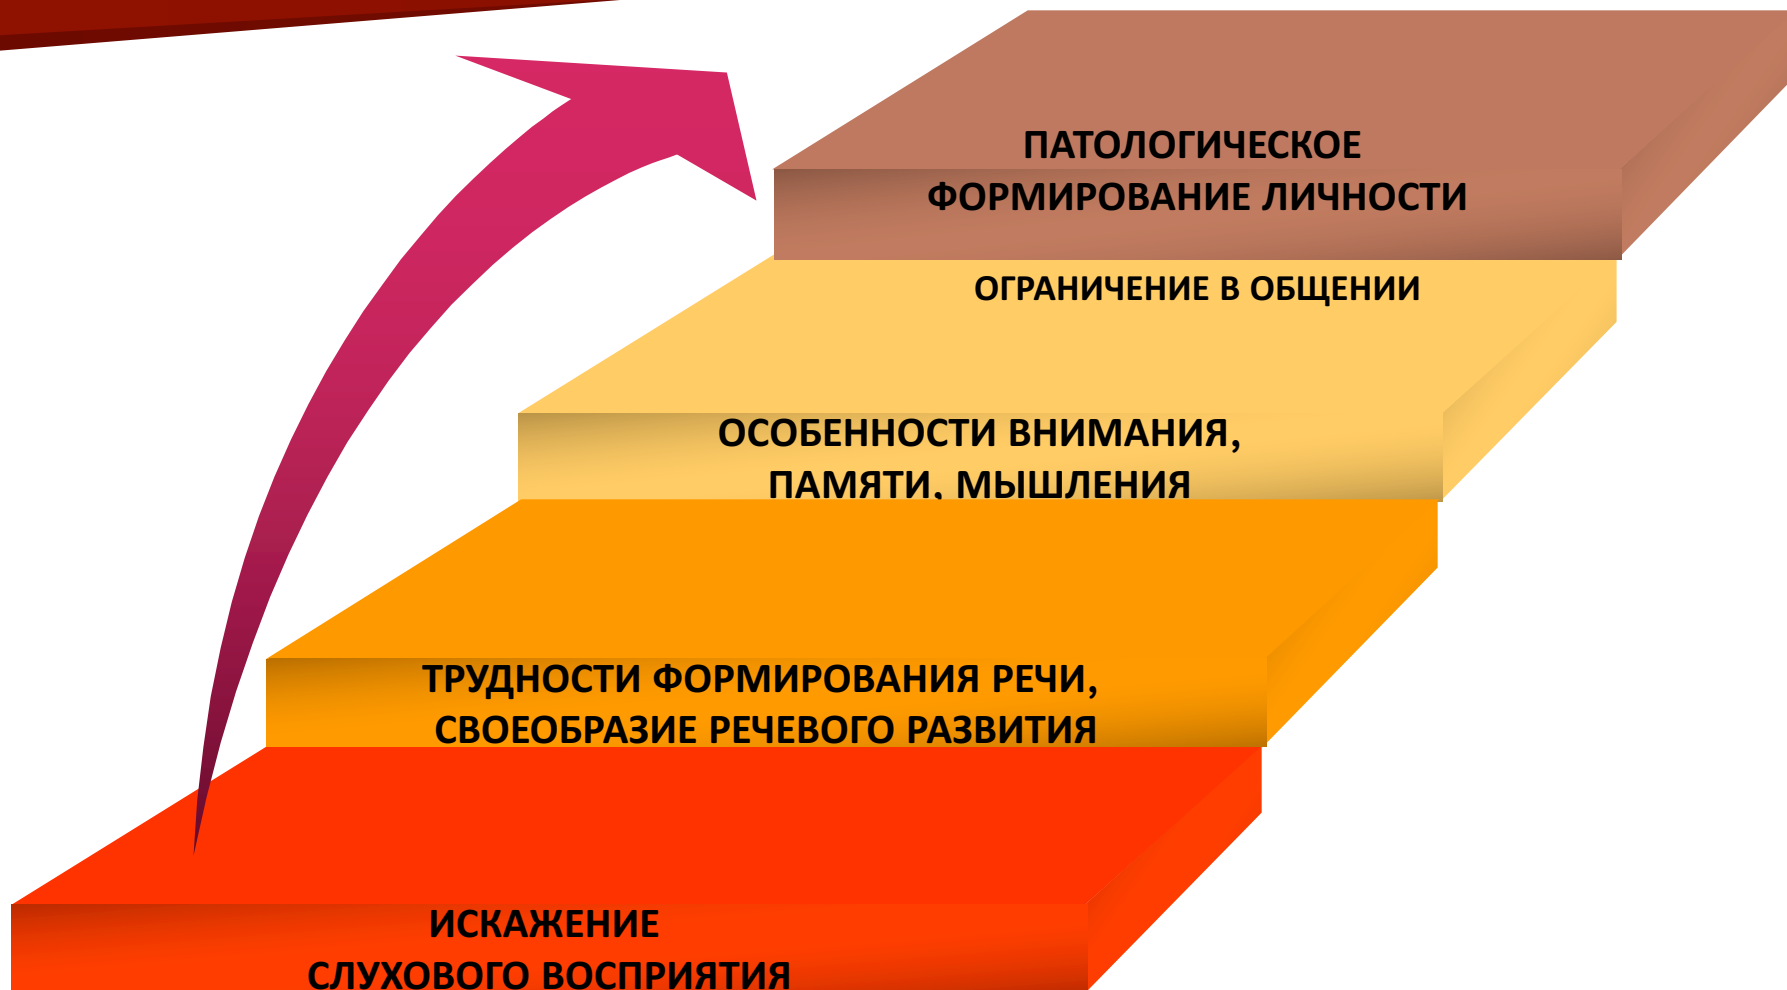 ПАТОЛОГИЧЕСКОЕ
ФОРМИРОВАНИЕ ЛИЧНОСТИ
ОГРАНИЧЕНИЕ В ОБЩЕНИИ
ОСОБЕННОСТИ ВНИМАНИЯ,
ПАМЯТИ, МЫШЛЕНИЯ
ТРУДНОСТИ ФОРМИРОВАНИЯ РЕЧИ,
СВОЕОБРАЗИЕ РЕЧЕВОГО РАЗВИТИЯ
ИСКАЖЕНИЕ
СЛУХОВОГО ВОСПРИЯТИЯ